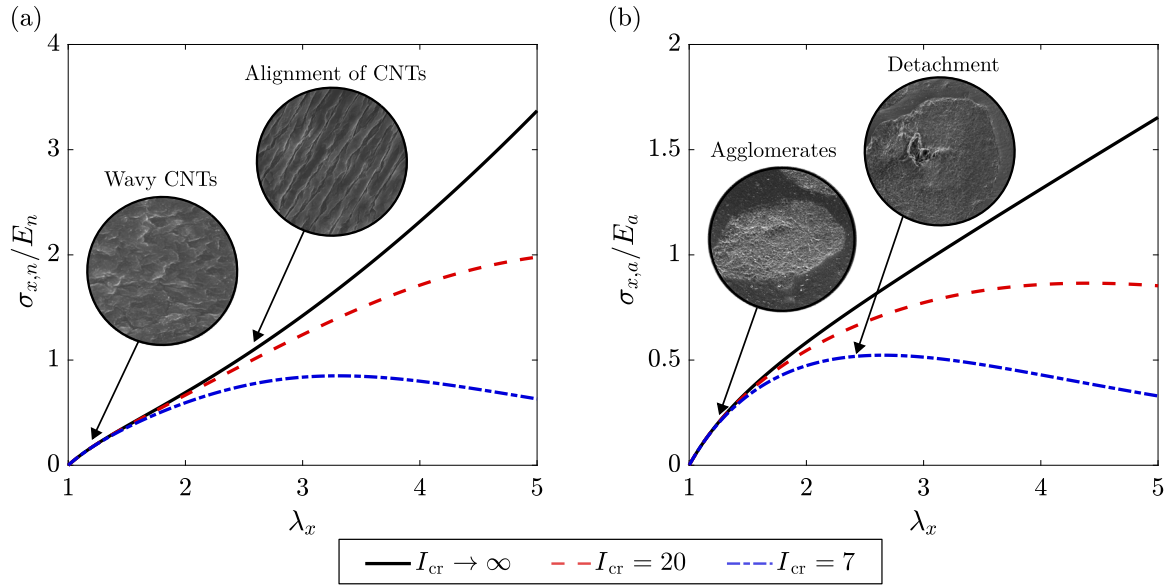 (a)
4
3
2
1
0
1
2
3
4
5
σx,n/En
λx
Wavy CNTs
Alignment of CNTs
(b)
2
1.5
1
0.5
0
1
2
3
4
5
σx,a/Ea
λx
Agglomerates
Detachment
Icr → ∞
Icr = 20
Icr = 7